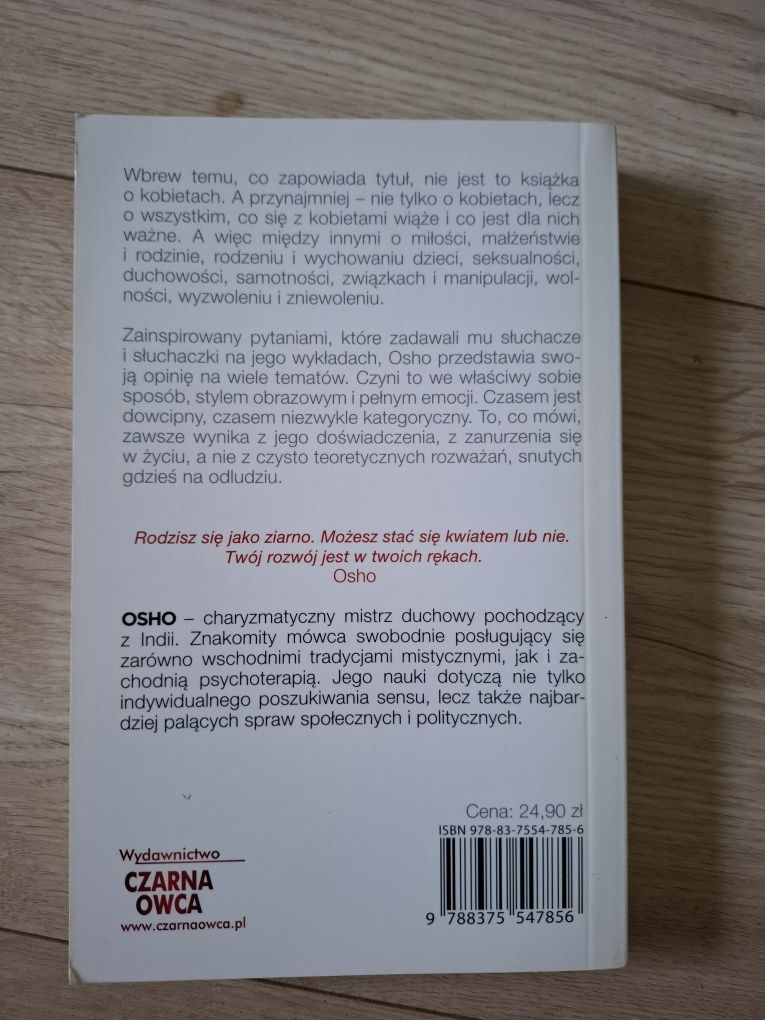 Wbrew temu, co zapowiada tytuł, nie jest to książka
o kobietach. A przynajmniej – nie tylko o kobietach, lecz
o wszystkim, co się z kobietami wiąże i co jest dla nich
ważne. A więc między innymi o miłości, małżeństwie
i rodzinie, rodzeniu i wychowaniu dzieci, seksualności,
duchowości, samotności, związkach i manipulacji, wol-
ności, wyzwoleniu i zniewoleniu.
Zainspirowany pytaniami, które zadawali mu słuchacze
i słuchaczki na jego wykładach, Osho przedstawia swo-
ją opinię na wiele tematów. Czyni to we właściwy sobie
sposób, stylem obrazowym i pełnym emocji. Czasem jest
dowcipny, czasem niezwykle kategoryczny. To, co mówi,
zawsze wynika z jego doświadczenia, z zanurzenia się
w życiu, a nie z czysto teoretycznych rozważań, snutych
gdzieś na odludziu.
Rodzisz się jako ziarno. Możesz stać się kwiatem lub nie.
Twój rozwój jest w twoich rękach.
Osho
OSHO – charyzmatyczny mistrz duchowy pochodzący
z Indii. Znakomity mówca swobodnie posługujący się
zarówno wschodnimi tradycjami mistycznymi, jak i za-
chodnią psychoterapią. Jego nauki dotyczą nie tylko
indywidualnego poszukiwania sensu, lecz także najbar-
dziej palących spraw społecznych i politycznych.
Cena: 24,90 zł
ISBN 978-83-7554-785-6
9 788375 547856
Wydawnictwo
CZARNA
OWCA
www.czarnaowca.pl